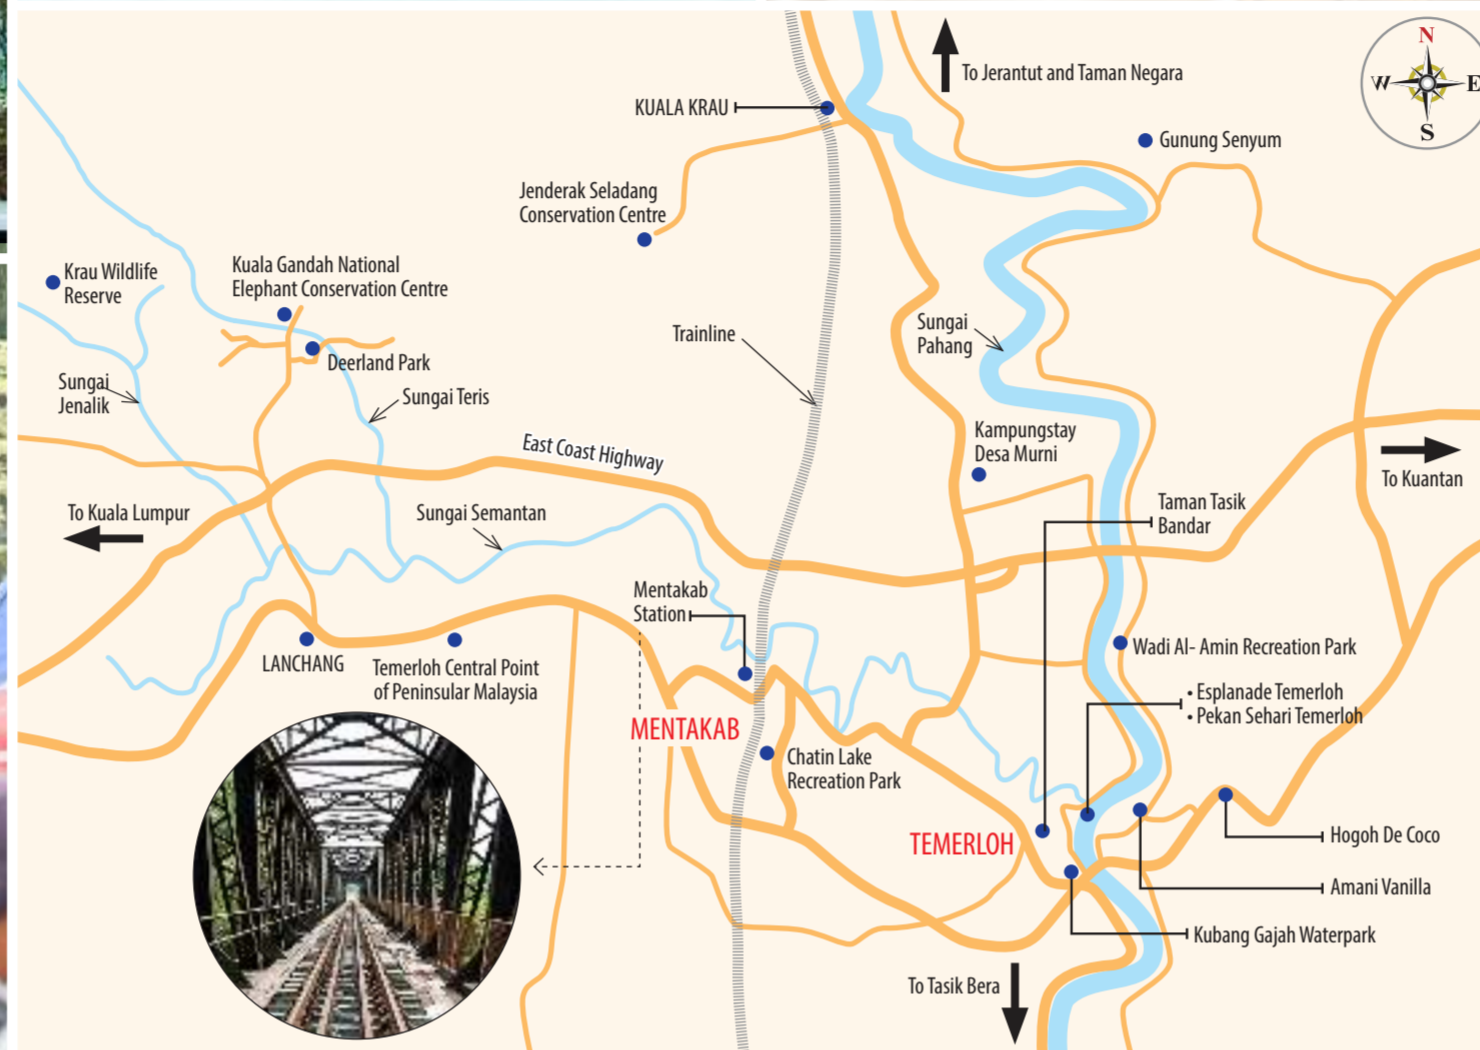 To Jerantut and Taman Negara
N
W
E
S
KUALA KRAU
Gunung Senyum
Jenderak Seladang
Conservation Centre
Krau Wildlife
Reserve
Kuala Gandah National
Elephant Conservation Centre
Deerland Park
Trainline
Sungai
Pahang
Sungai
Jenalik
Sungai Teris
East Coast Highway
Kampungstay
Desa Murni
To Kuantan
To Kuala Lumpur
Sungai Semantan
Taman Tasik
Bandar
Mentakab
Station
LANCHANG
Temerloh Central Point
of Peninsular Malaysia
Wadi Al- Amin Recreation Park
• Esplanade Temerloh
• Pekan Sehari Temerloh
MENTAKAB
Chatin Lake
Recreation Park
TEMERLOH
Hogoh De Coco
Amani Vanilla
Kubang Gajah Waterpark
To Tasik Bera